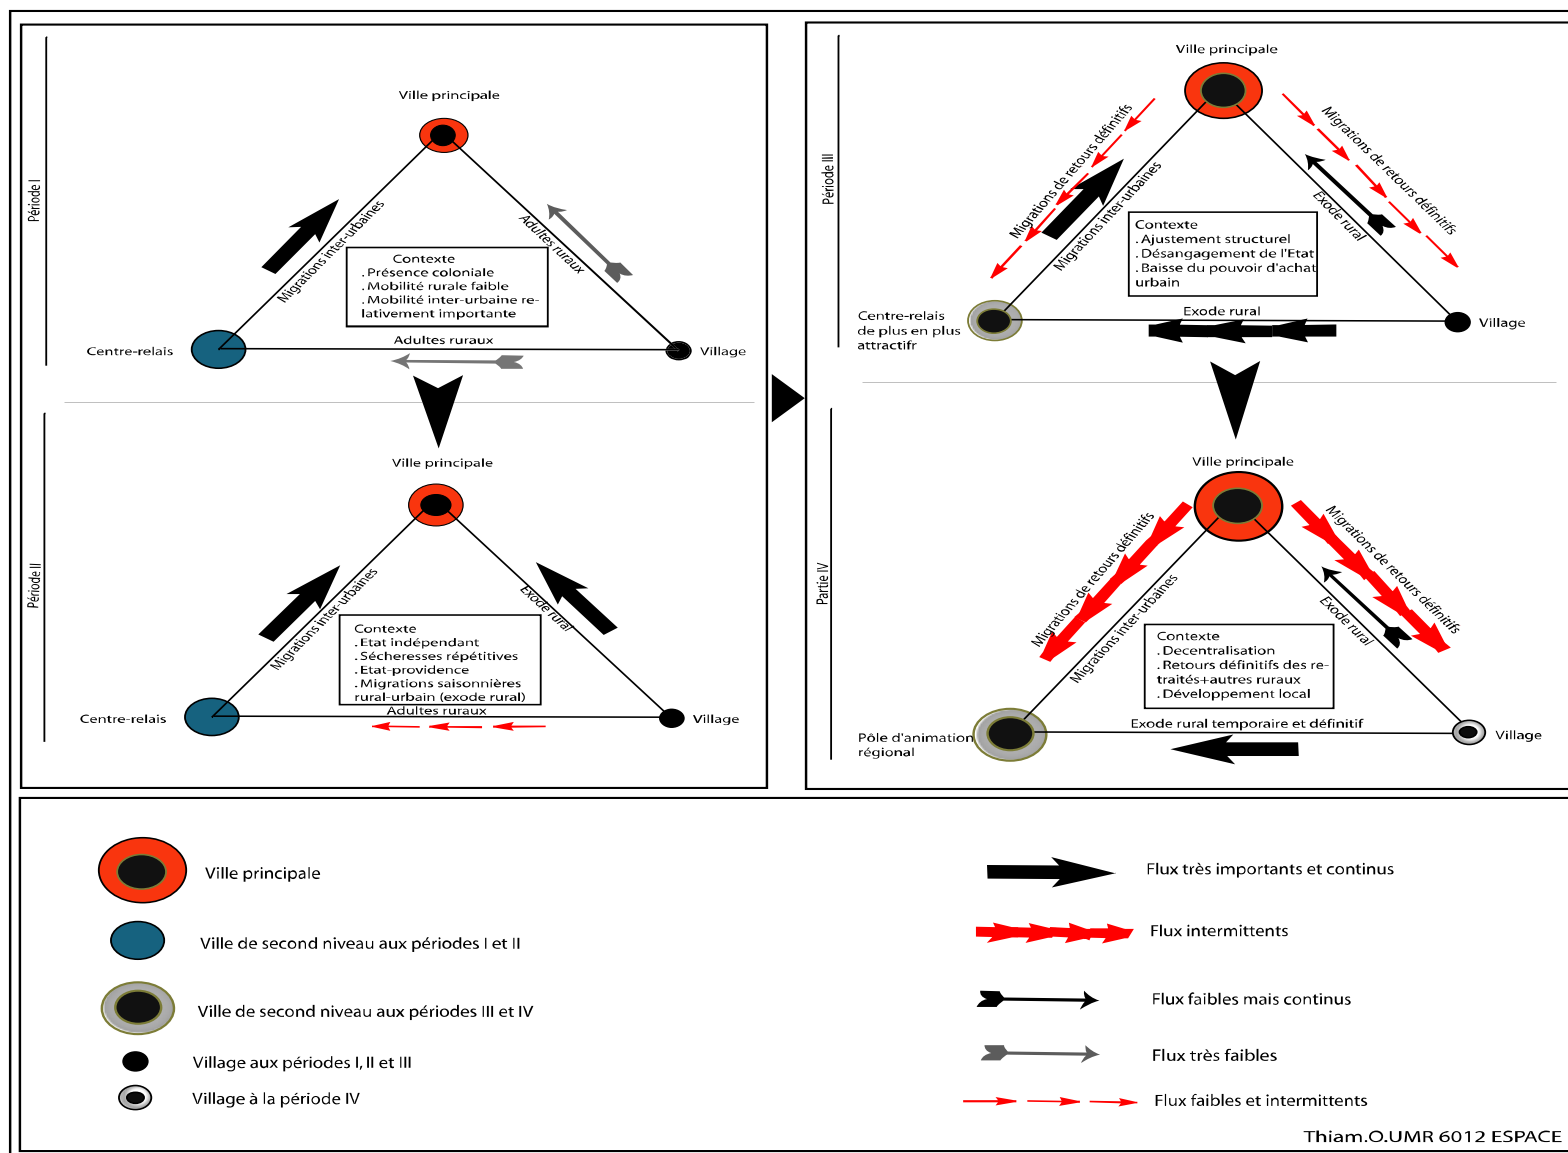 Période I
Ville principale
Migrations inter-urbaines
Adultes ruraux
Contexte
. Présence coloniale
. Mobilité rurale faible
. Mobilité inter-urbaine re-
lativement importante
Centre-relais
Adultes ruraux
Village
Période II
Ville principale
Migrations inter-urbaines
Exode rural
Contexte
. Etat indépendant
. Sécheresses répétitives
. Etat-providence
. Migrations saisonnières
rural-urbain (exode rural)
Centre-relais
Adultes ruraux
Village
Période III
Ville principale
Migrations de retours définitifs
Migrations inter-urbaines
Migrations de retours définitifs
Exode rural
Contexte
. Ajustement structurel
. Désangagement de l'Etat
. Baisse du pouvoir d'achat
urbain
Centre-relais
de plus en plus
attractifr
Exode rural
Village
Partie IV
Ville principale
Migrations de retours définitifs
Migrations inter-urbaines
Migrations de retours définitifs
Exode rural
Contexte
. Decentralisation
. Retours définitifs des re-
traités+autres ruraux
. Développement local
Pôle d'animation
régional
Exode rural temporaire et définitif
Village
Ville principale
Ville de second niveau aux périodes I et II
Ville de second niveau aux périodes III et IV
Village aux périodes I, II et III
Village à la période IV
Flux très importants et continus
Flux intermittents
Flux faibles mais continus
Flux très faibles
Flux faibles et intermittents
Thiam.O.UMR 6012 ESPACE